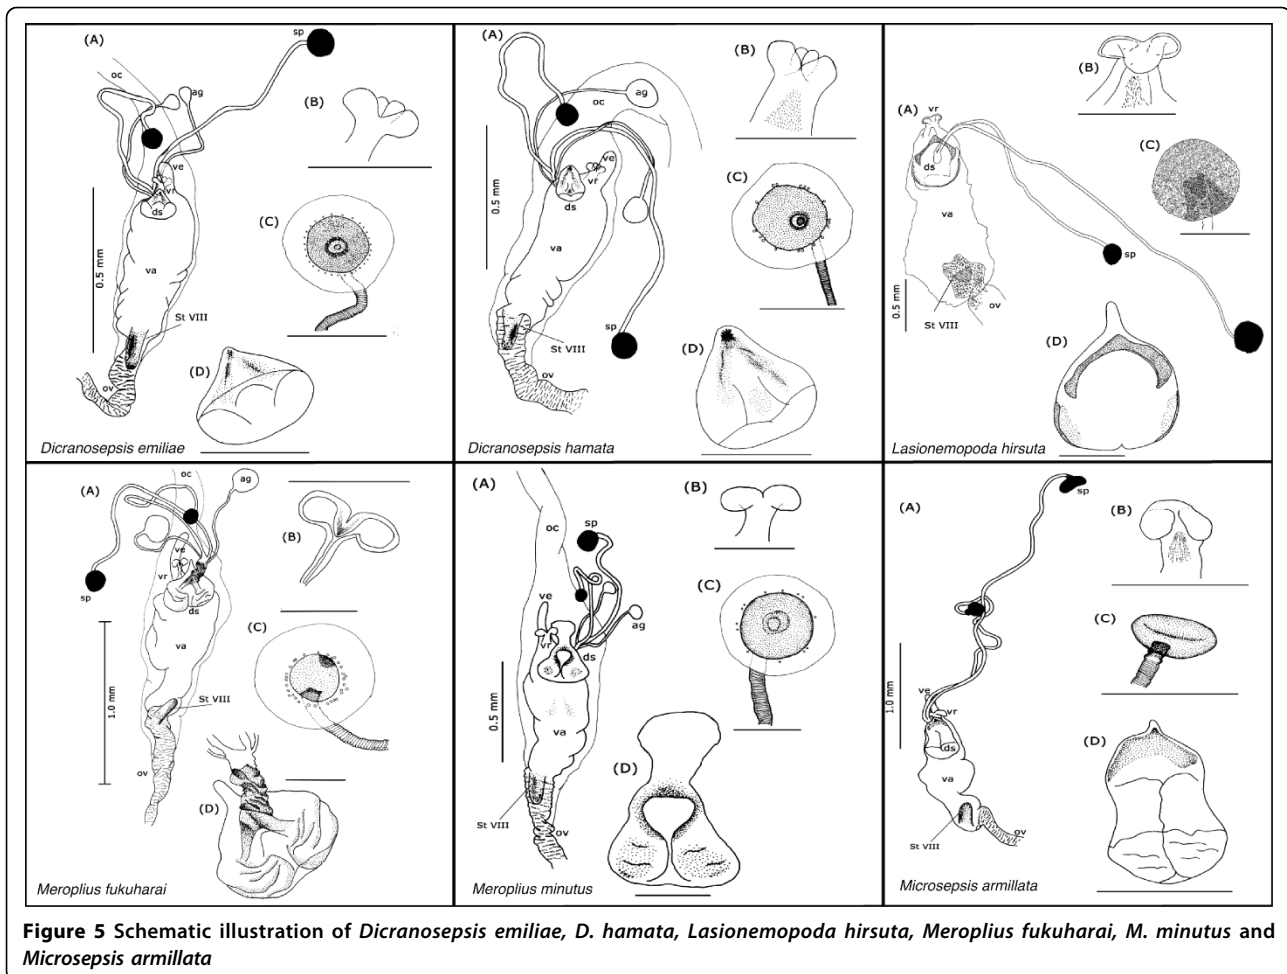 (A)
sp
oc
ag
(B)
ve
vr
ds
(C)
0.5 mm
va
St VIII
(D)
ov
Dicranosepsis emiliae
(A)
(B)
ag
oc
0.5 mm
ve
vr
(C)
ds
va
sp
St VIII
(D)
ov
Dicranosepsis hamata
(B)
(A)
vr
(C)
ds
va
sp
0.5 mm
ov
St VIII
(D)
Lasionemopoda hirsuta
oc
ag
(A)
(B)
ve
vr
sp
ds
(C)
va
St VIII
1.0 mm
ov
(D)
Meroplius fukuharai
(A)
(B)
sp
oc
(C)
ve
ag
vr
ds
0.5 mm
va
(D)
St VIII
ov
Meroplius minutus
sp
(A)
(B)
(C)
1.0 mm
ve
vr
ds
(D)
va
St VIII
ov
Microsepsis armillata
Figure 5 Schematic illustration of Dicranosepsis emiliae, D. hamata, Lasionemopoda hirsuta, Meroplius fukuharai, M. minutus and
Microsepsis armillata